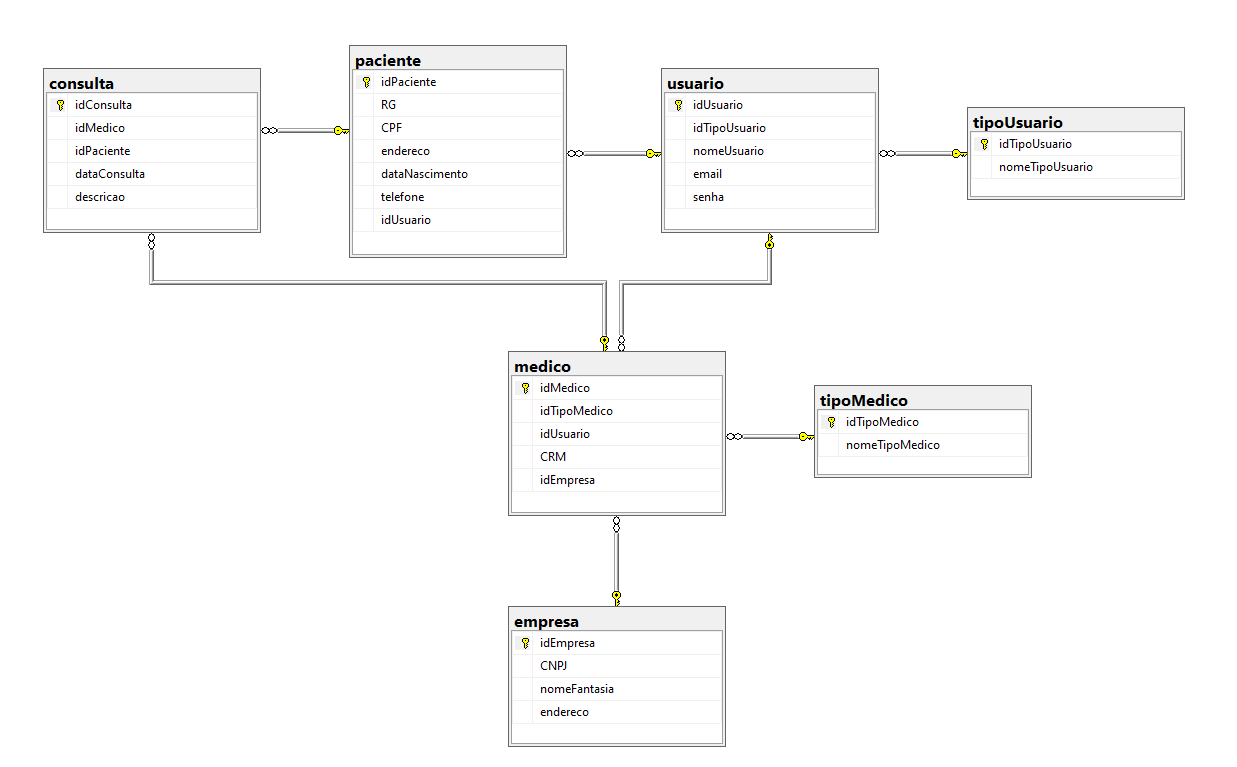 consulta
idConsulta
idMedico
idPaciente
dataConsulta
descricao
paciente
idPaciente
RG
CPF
endereco
dataNascimento
telefone
idUsuario
usuario
idUsuario
idTipoUsuario
nomeUsuario
email
senha
tipoUsuario
idTipoUsuario
nomeTipoUsuario
medico
idMedico
idTipoMedico
idUsuario
CRM
idEmpresa
tipoMedico
idTipoMedico
nomeTipoMedico
empresa
idEmpresa
CNPJ
nomeFantasia
endereco